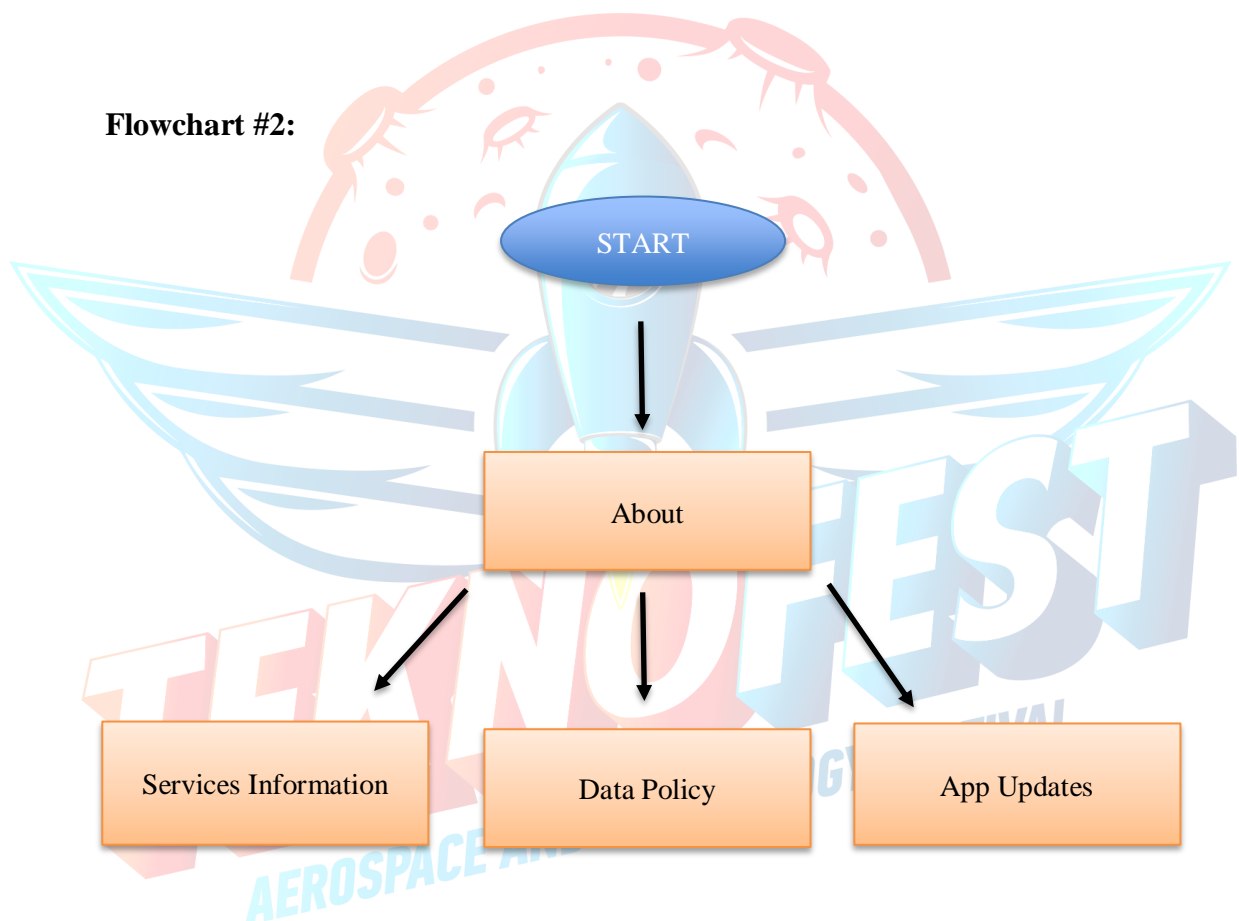 Flowchart #2:
START
About
Services Information
Data Policy
App Updates
TEKNOFEST
AEROSPACE AN